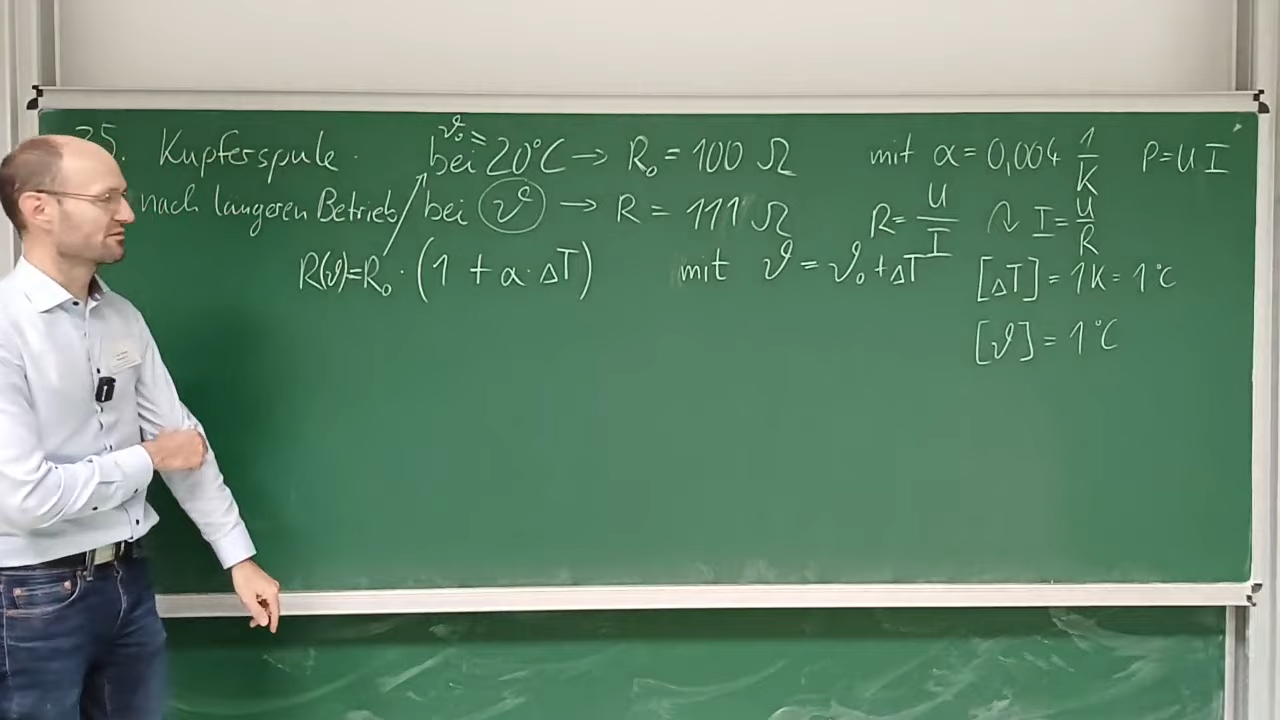 35. Kupferspule. bei ϑ₀ = 20°C → R₀ = 100 Ω mit α = 0,004 1/K P = U I
nach längeren Betrieb bei ϑ → R = 111 Ω R = U/I ↷ I = U/R
R(ϑ) = R₀ · (1 + α · ΔT) mit ϑ = ϑ₀ + ΔT [ΔT] = 1K = 1°C
[ϑ] = 1°C